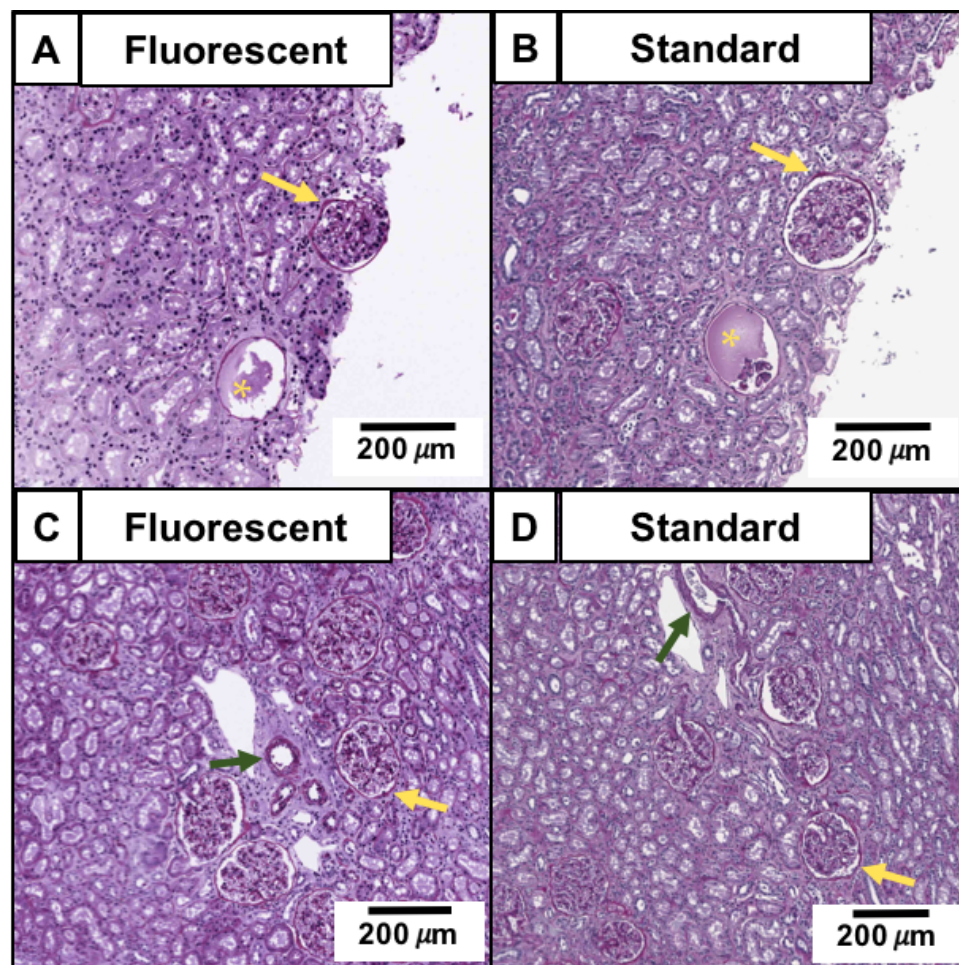 A Fluorescent
B Standard
*
*
200 μm
200 μm
C Fluorescent
D Standard
200 μm
200 μm